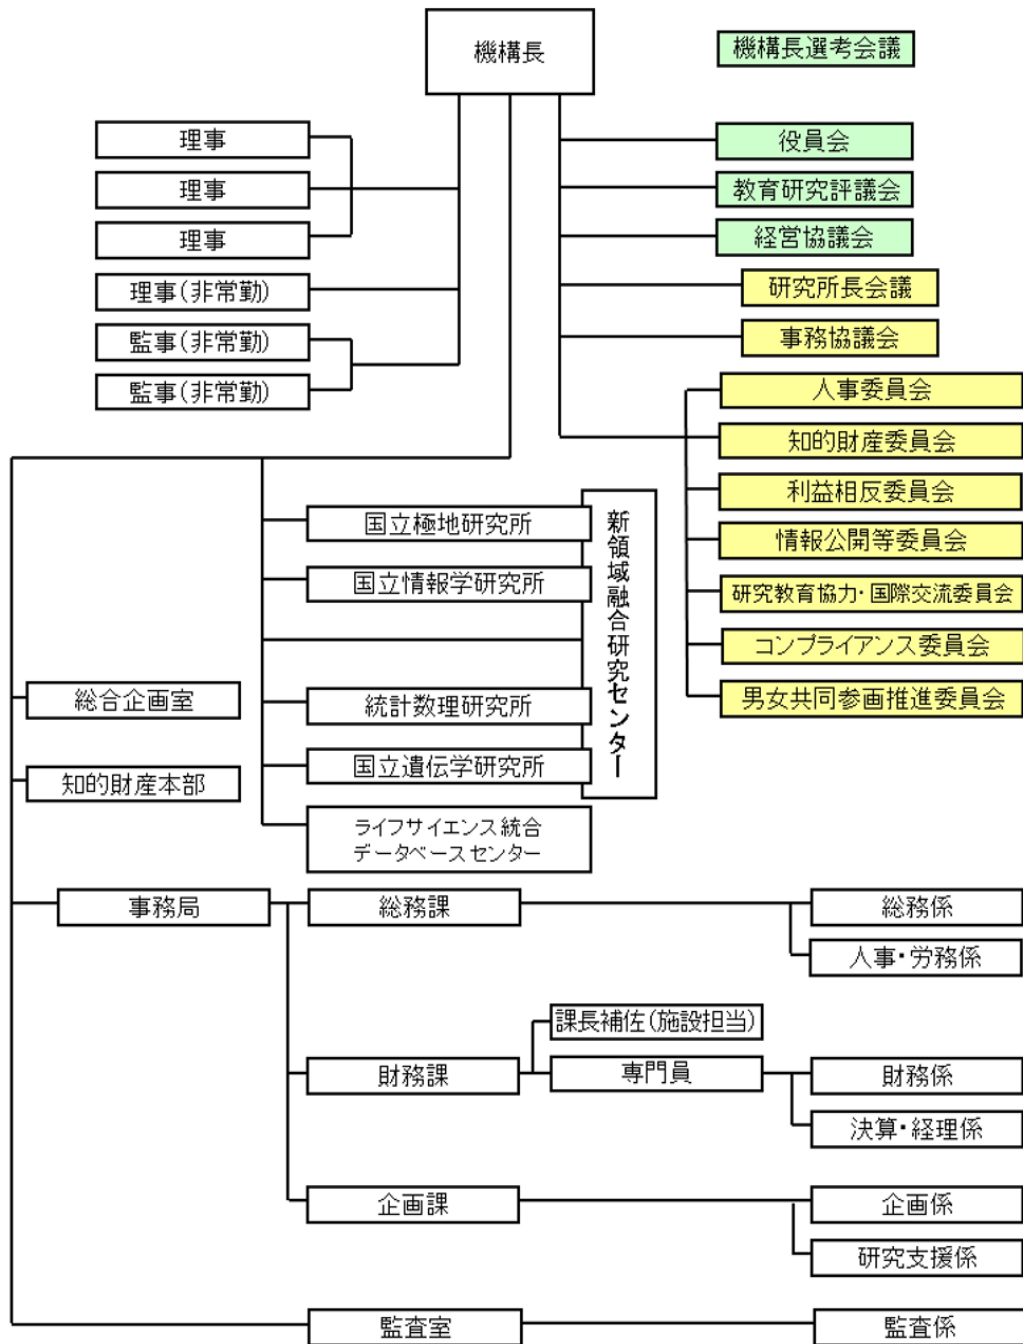 機構長
機構長選考会議
理事
理事
理事
理事(非常勤)
監事(非常勤)
監事(非常勤)
役員会
教育研究評議会
経営協議会
研究所長会議
事務協議会
人事委員会
知的財産委員会
利益相反委員会
情報公開等委員会
研究教育協力・国際交流委員会
コンプライアンス委員会
男女共同参画推進委員会
国立極地研究所
国立情報学研究所
新領域融合研究センター
統計数理研究所
国立遺伝学研究所
ライフサイエンス統合
データベースセンター
総合企画室
知的財産本部
事務局
総務課
総務係
人事・労務係
課長補佐(施設担当)
財務課
専門員
財務係
決算・経理係
企画課
企画係
研究支援係
監査室
監査係